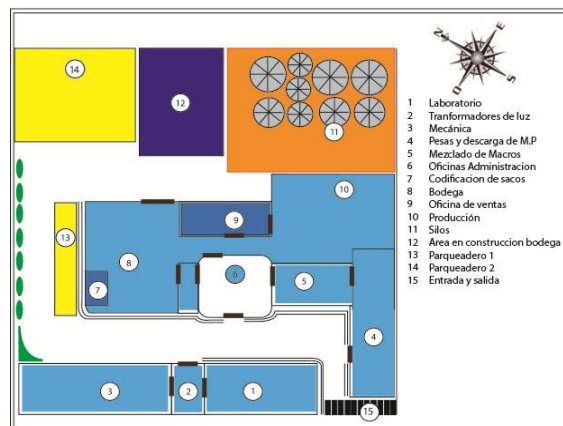 14
12
11
N
E
S
O
10
9
13
8
7
6
5
4
3
2
1
15
1 Laboratorio
2 Tranformadores de luz
3 Mecánica
4 Pesas y descarga de M.P
5 Mezclado de Macros
6 Oficinas Administracion
7 Codificacion de sacos
8 Bodega
9 Oficina de ventas
10 Producción
11 Silos
12 Area en construccion bodega
13 Parqueadero 1
14 Parqueadero 2
15 Entrada y salida